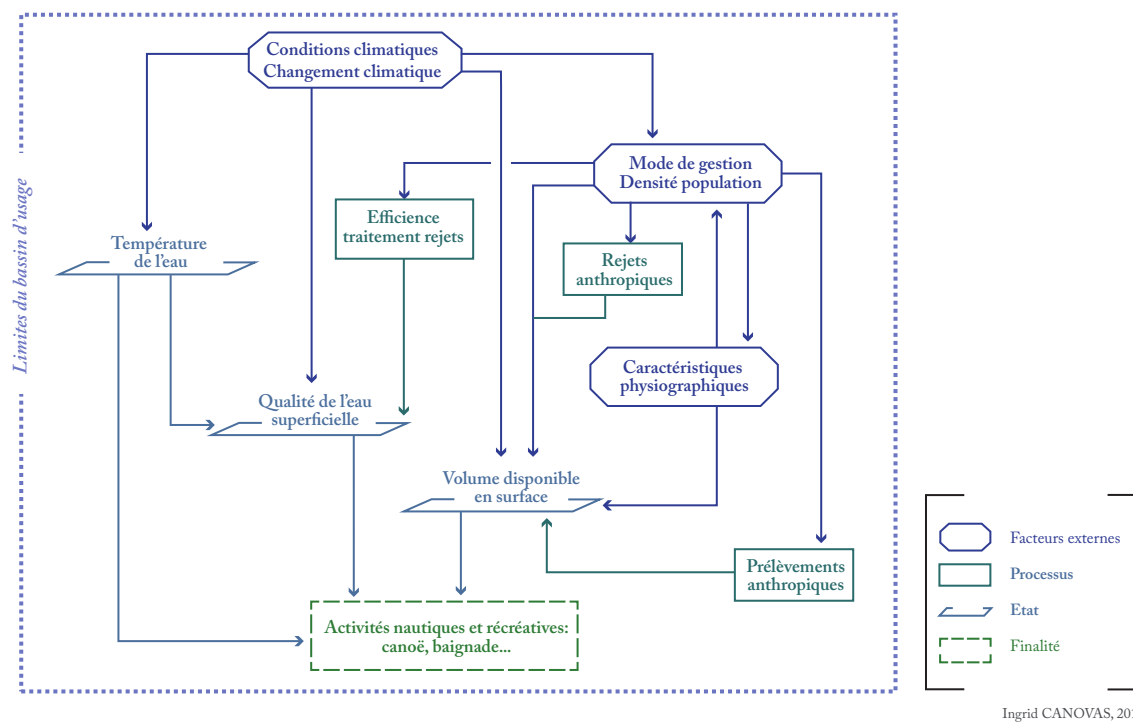 Conditions climatiques
Changement climatique
Mode de gestion
Densité population
Efficience
traitement rejets
Température
de l'eau
Rejets
anthropiques
Limites du bassin d'usage
Caractéristiques
physiographiques
Qualité de l'eau
superficielle
Volume disponible
en surface
Facteurs externes
Prélèvements
anthropiques
Processus
Etat
Activités nautiques et récréatives:
canoë, baignade...
Finalité
Ingrid CANOVAS,